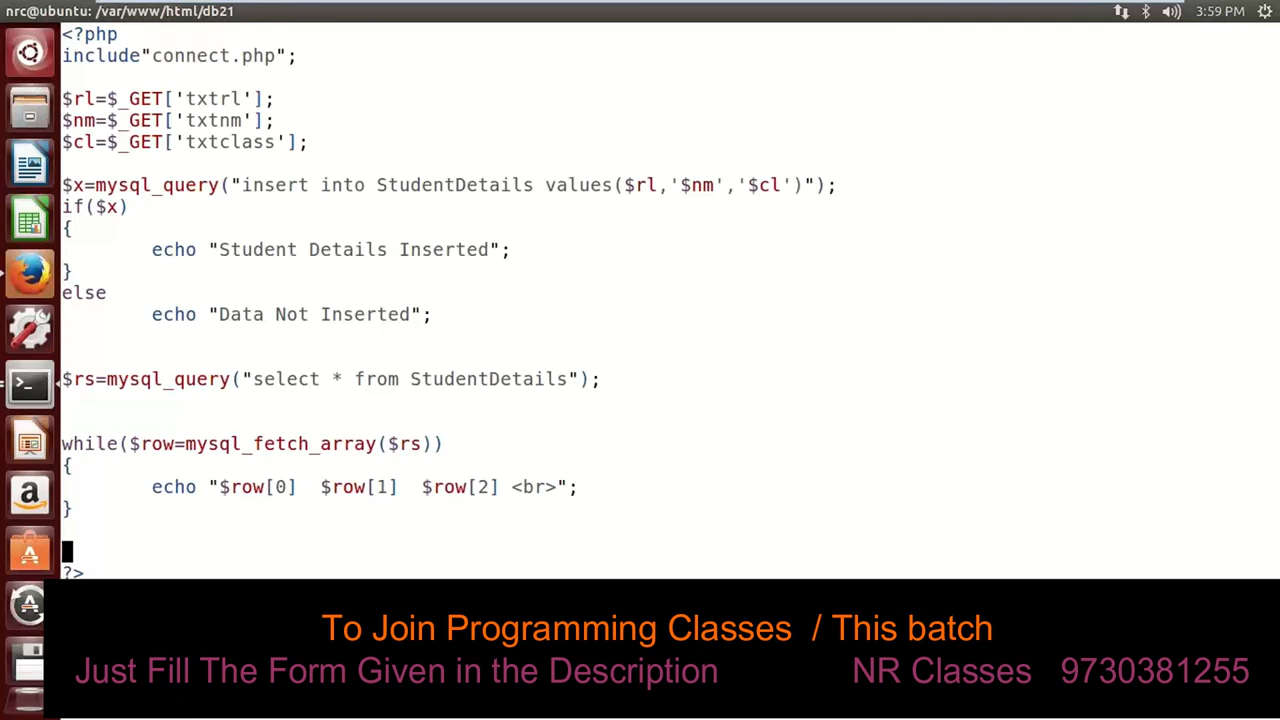 nrc@ubuntu: /var/www/html/db21
3:59 PM
<?php
include"connect.php";
$rl=$_GET['txtrl'];
$nm=$_GET['txtnm'];
$cl=$_GET['txtclass'];
$x=mysql_query("insert into StudentDetails values($rl,'$nm','$cl')");
if($x)
{
echo "Student Details Inserted";
}
else
echo "Data Not Inserted";
$rs=mysql_query("select * from StudentDetails");
while($row=mysql_fetch_array($rs))
{
echo "$row[0]  $row[1]  $row[2] <br>";
}
?>
To Join Programming Classes / This batch
Just Fill The Form Given in the Description
NR Classes 9730381255